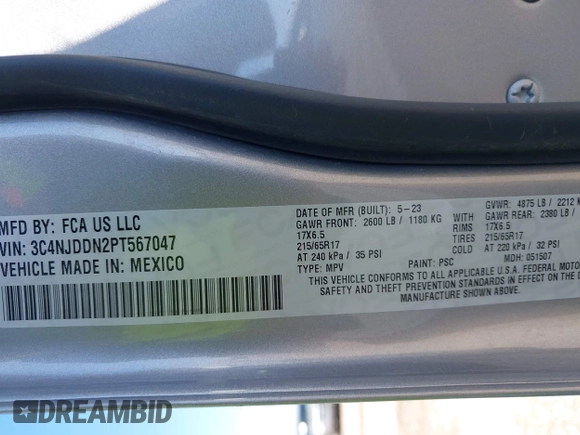 MFD BY: FCA US LLC
VIN: 3C4NJDDN2PT567047
VEHICLE MADE IN: MEXICO
DATE OF MFR (BUILT): 5-23
GAWR FRONT: 2600 LB / 1180 KG
17X6.5
215/65R17
AT 240 kPa / 35 PSI
TYPE: MPV
PAINT: PSC
GVWR: 4875 LB / 2212
GAWR REAR: 2380 LB /
WITH
RIMS 17X6.5
TIRES 215/65R17
COLD AT 220 kPa / 32 PSI
MDH: 051507
THIS VEHICLE CONFORMS TO ALL APPLICABLE U.S.A. FEDERAL MOTOR
SAFETY AND THEFT PREVENTION STANDARDS IN EFFECT ON THE
MANUFACTURE SHOWN ABOVE.
DREAMBID